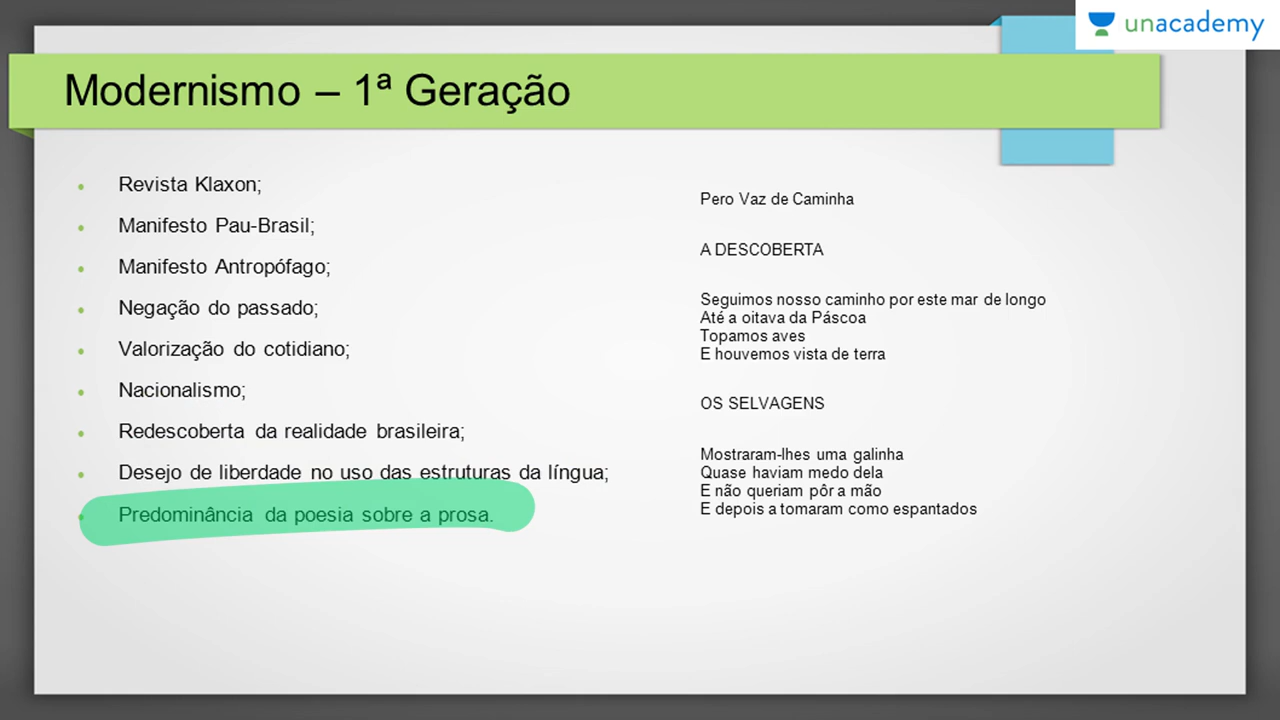 unacademy
Modernismo – 1ª Geração
Revista Klaxon;
Manifesto Pau-Brasil;
Manifesto Antropófago;
Negação do passado;
Valorização do cotidiano;
Nacionalismo;
Redescoberta da realidade brasileira;
Desejo de liberdade no uso das estruturas da língua;
Predominância da poesia sobre a prosa.
Pero Vaz de Caminha
A DESCOBERTA
Seguimos nosso caminho por este mar de longo
Até a oitava da Páscoa
Topamos aves
E houvemos vista de terra
OS SELVAGENS
Mostraram-lhes uma galinha
Quase haviam medo dela
E não queriam pôr a mão
E depois a tomaram como espantados